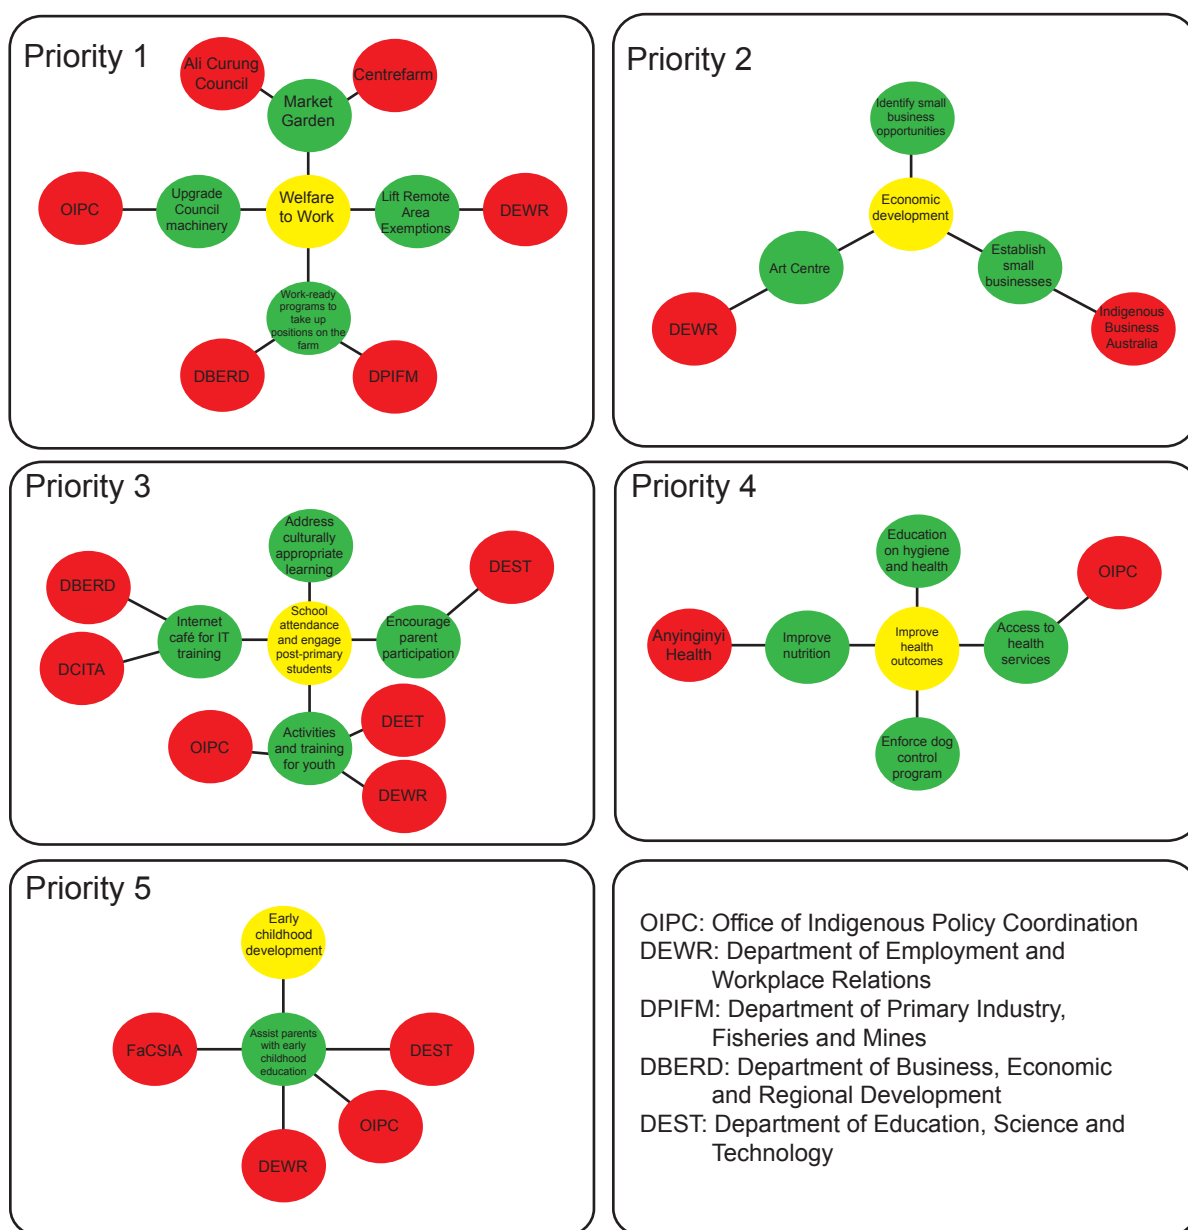 Priority 1
Ali Curung
Council
Centrefarm
Market
Garden
OIPC
Upgrade
Council
machinery
Welfare
to Work
Lift Remote
Area
Exemptions
DEWR
Work-ready
programs to
take up
positions on the
farm
DBERD
DPIFM
Priority 2
Identify small
business
opportunities
Economic
development
Art Centre
Establish
small
businesses
DEWR
Indigenous
Business
Australia
Priority 3
Address
culturally
appropriate
learning
DBERD
DEST
Internet
café for IT
training
School
attendance
and engage
post-primary
students
Encourage
parent
participation
DCITA
OIPC
Activities
and training
for youth
DEET
DEWR
Priority 4
Education
on hygiene
and health
OIPC
Anyinginyi
Health
Improve
nutrition
Improve
health
outcomes
Access to
health
services
Enforce dog
control
program
Priority 5
Early
childhood
development
FaCSIA
Assist parents
with early
childhood
education
DEST
OIPC
DEWR
OIPC: Office of Indigenous Policy Coordination
DEWR: Department of Employment and
Workplace Relations
DPIFM: Department of Primary Industry,
Fisheries and Mines
DBERD: Department of Business, Economic
and Regional Development
DEST: Department of Education, Science and
Technology